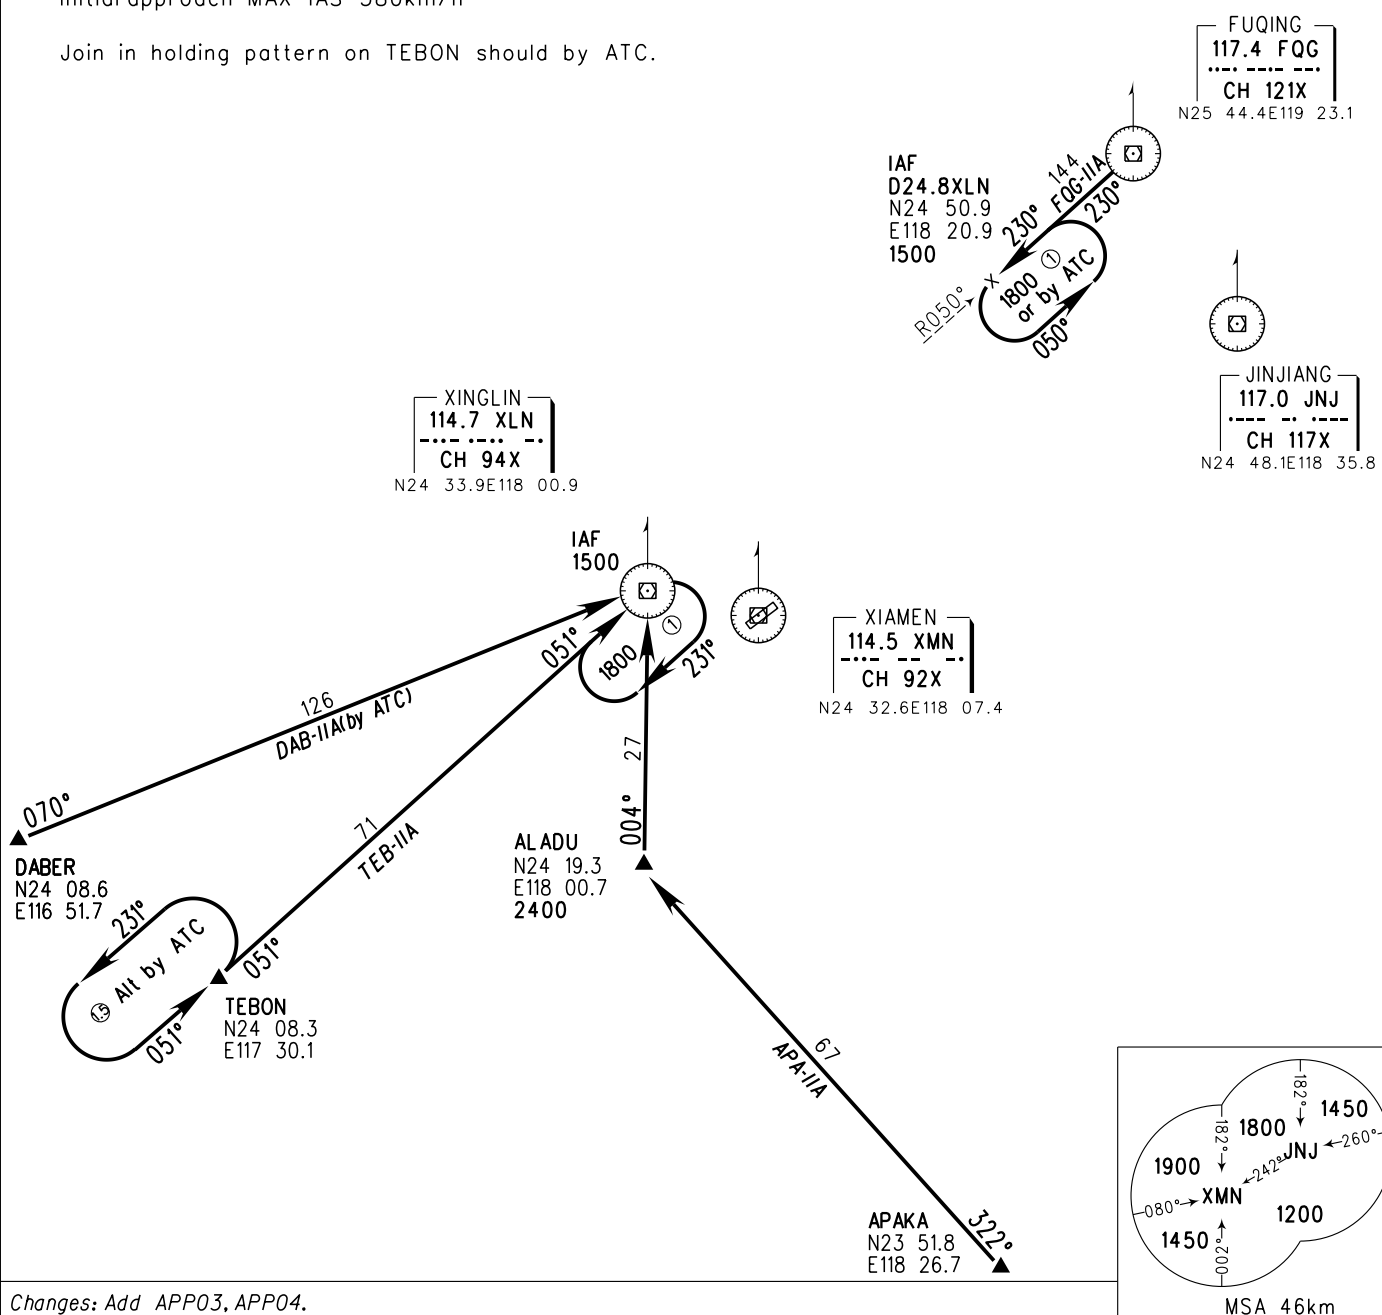 Initial approach MAX IAS 380km/h
Join in holding pattern on TEBON should by ATC.
FUQING
117.4 FQG
CH 121X
N25 44.4E119 23.1
IAF
D24.8XLN
N24 50.9
E118 20.9
1500
144
FQG-11A
230°
230°
1800 1
or by ATC
050°
R050°
JINJIANG
117.0 JNJ
CH 117X
N24 48.1E118 35.8
XINGLIN
114.7 XLN
CH 94X
N24 33.9E118 00.9
IAF
1500
1
1800
231°
051°
XIAMEN
114.5 XMN
CH 92X
N24 32.6E118 07.4
126
DAB-11A(by ATC)
070°
DABER
N24 08.6
E116 51.7
71
TEB-11A
27
004°
ALADU
N24 19.3
E118 00.7
2400
231°
Alt by ATC
1.5
051°
051°
TEBON
N24 08.3
E117 30.1
67
APA-11A
322°
APAKA
N23 51.8
E118 26.7
182°
1450
1800
182°
JNJ
260°
242°
1900
XMN
080°
1200
1450
002°
MSA 46km
Changes: Add APP03, APP04.